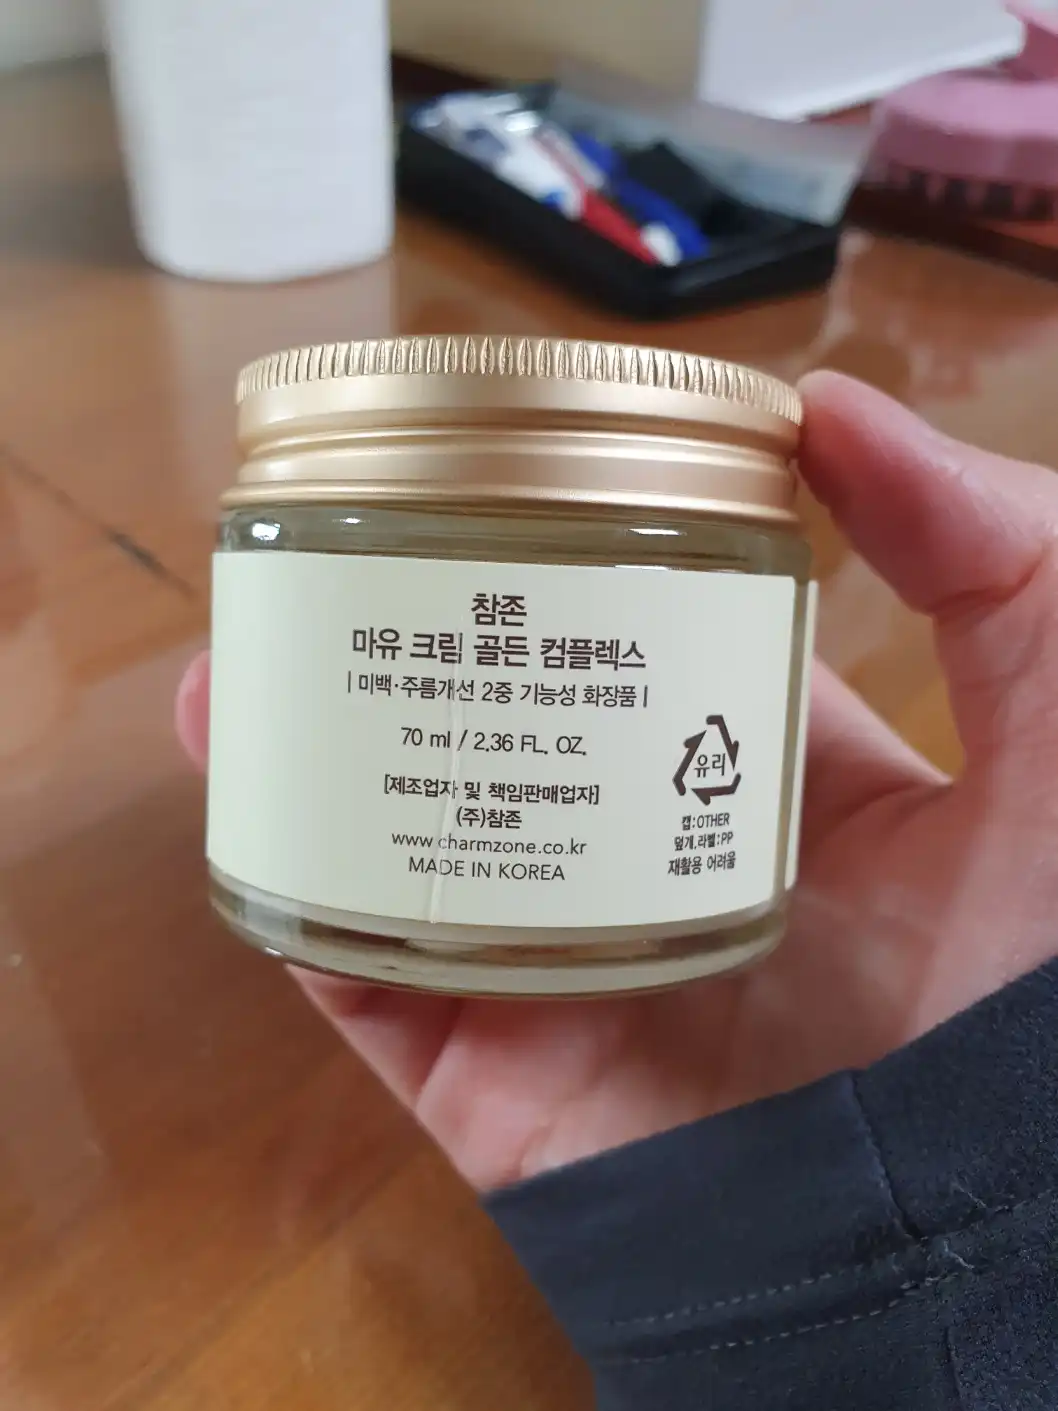 참존
마유 크림 골든 컴플렉스
| 미백·주름개선 2중 기능성 화장품 |
70 ml / 2.36 FL. OZ.
[제조업자 및 책임판매업자]
(주)참존
www.charmzone.co.kr
MADE IN KOREA
유리
캡:OTHER
덮개,라벨:PP
재활용 어려움